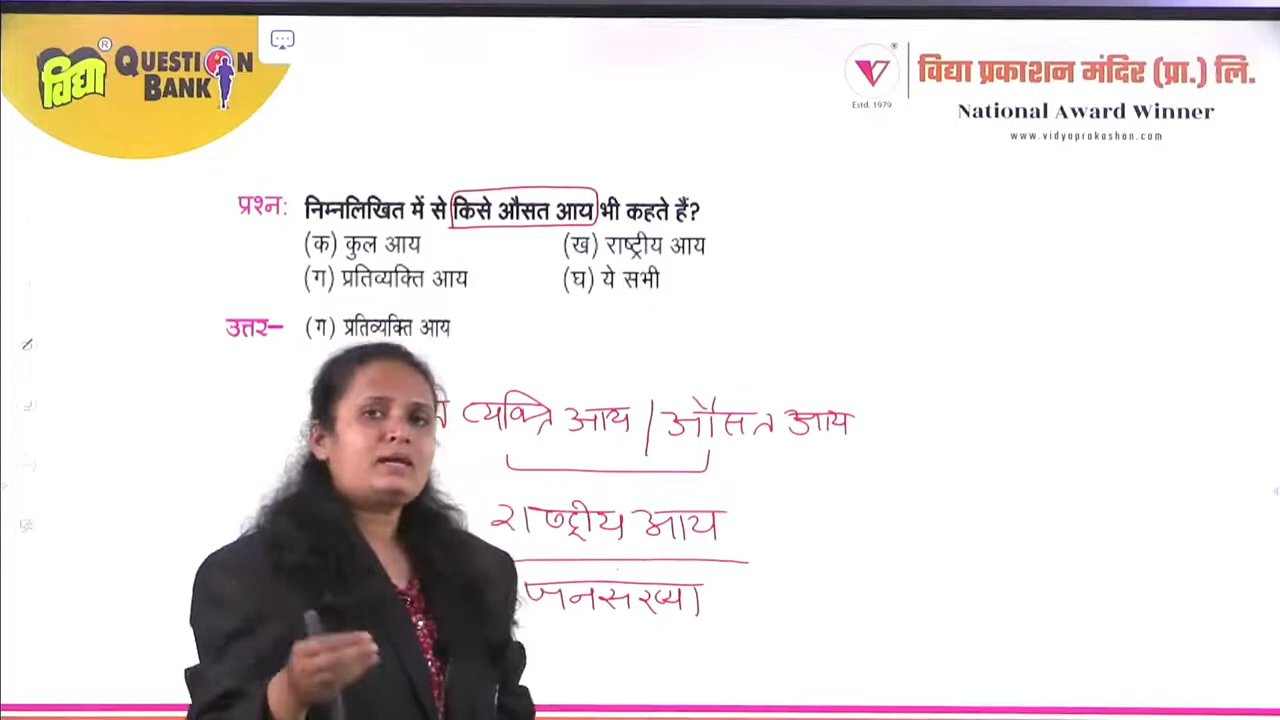 विद्या
QUESTION
BANK
Estd. 1979
विद्या प्रकाशन मंदिर (प्रा.) लि.
National Award Winner
www.vidyaprakashan.com
प्रश्न: निम्नलिखित में से किसे औसत आय भी कहते हैं?
(क) कुल आय (ख) राष्ट्रीय आय
(ग) प्रतिव्यक्ति आय (घ) ये सभी
उत्तर– (ग) प्रतिव्यक्ति आय
व्यक्ति आय / औसत आय
राष्ट्रीय आय
जनसख्या